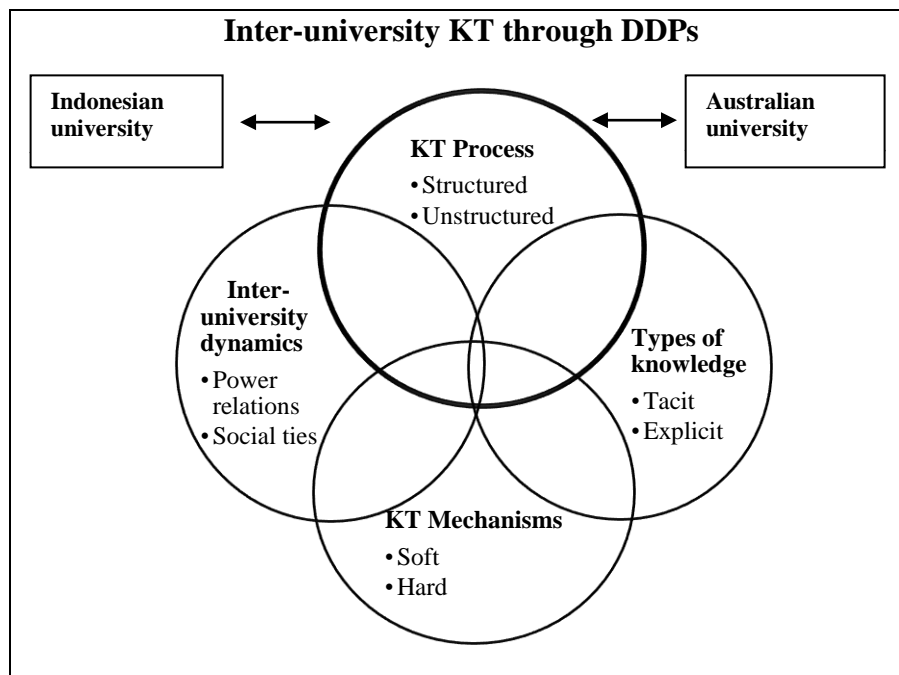 Inter-university KT through DDPs
Indonesian
university
Australian
university
KT Process
• Structured
• Unstructured
Inter-
university
dynamics
• Power
relations
• Social ties
Types of
knowledge
• Tacit
• Explicit
KT Mechanisms
• Soft
• Hard